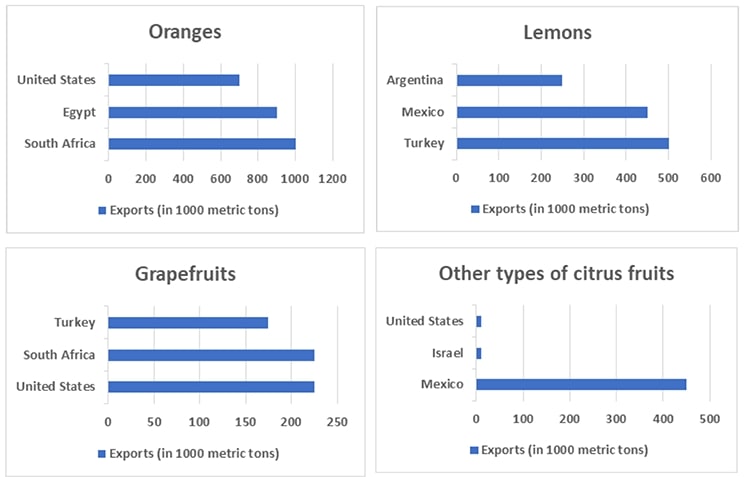 Oranges
United States
Egypt
South Africa
0 200 400 600 800 1000 1200
Exports (in 1000 metric tons)
Lemons
Argentina
Mexico
Turkey
0 100 200 300 400 500 600
Exports (in 1000 metric tons)
Grapefruits
Turkey
South Africa
United States
0 50 100 150 200 250
Exports (in 1000 metric tons)
Other types of citrus fruits
United States
Israel
Mexico
0 100 200 300 400 500
Exports (in 1000 metric tons)